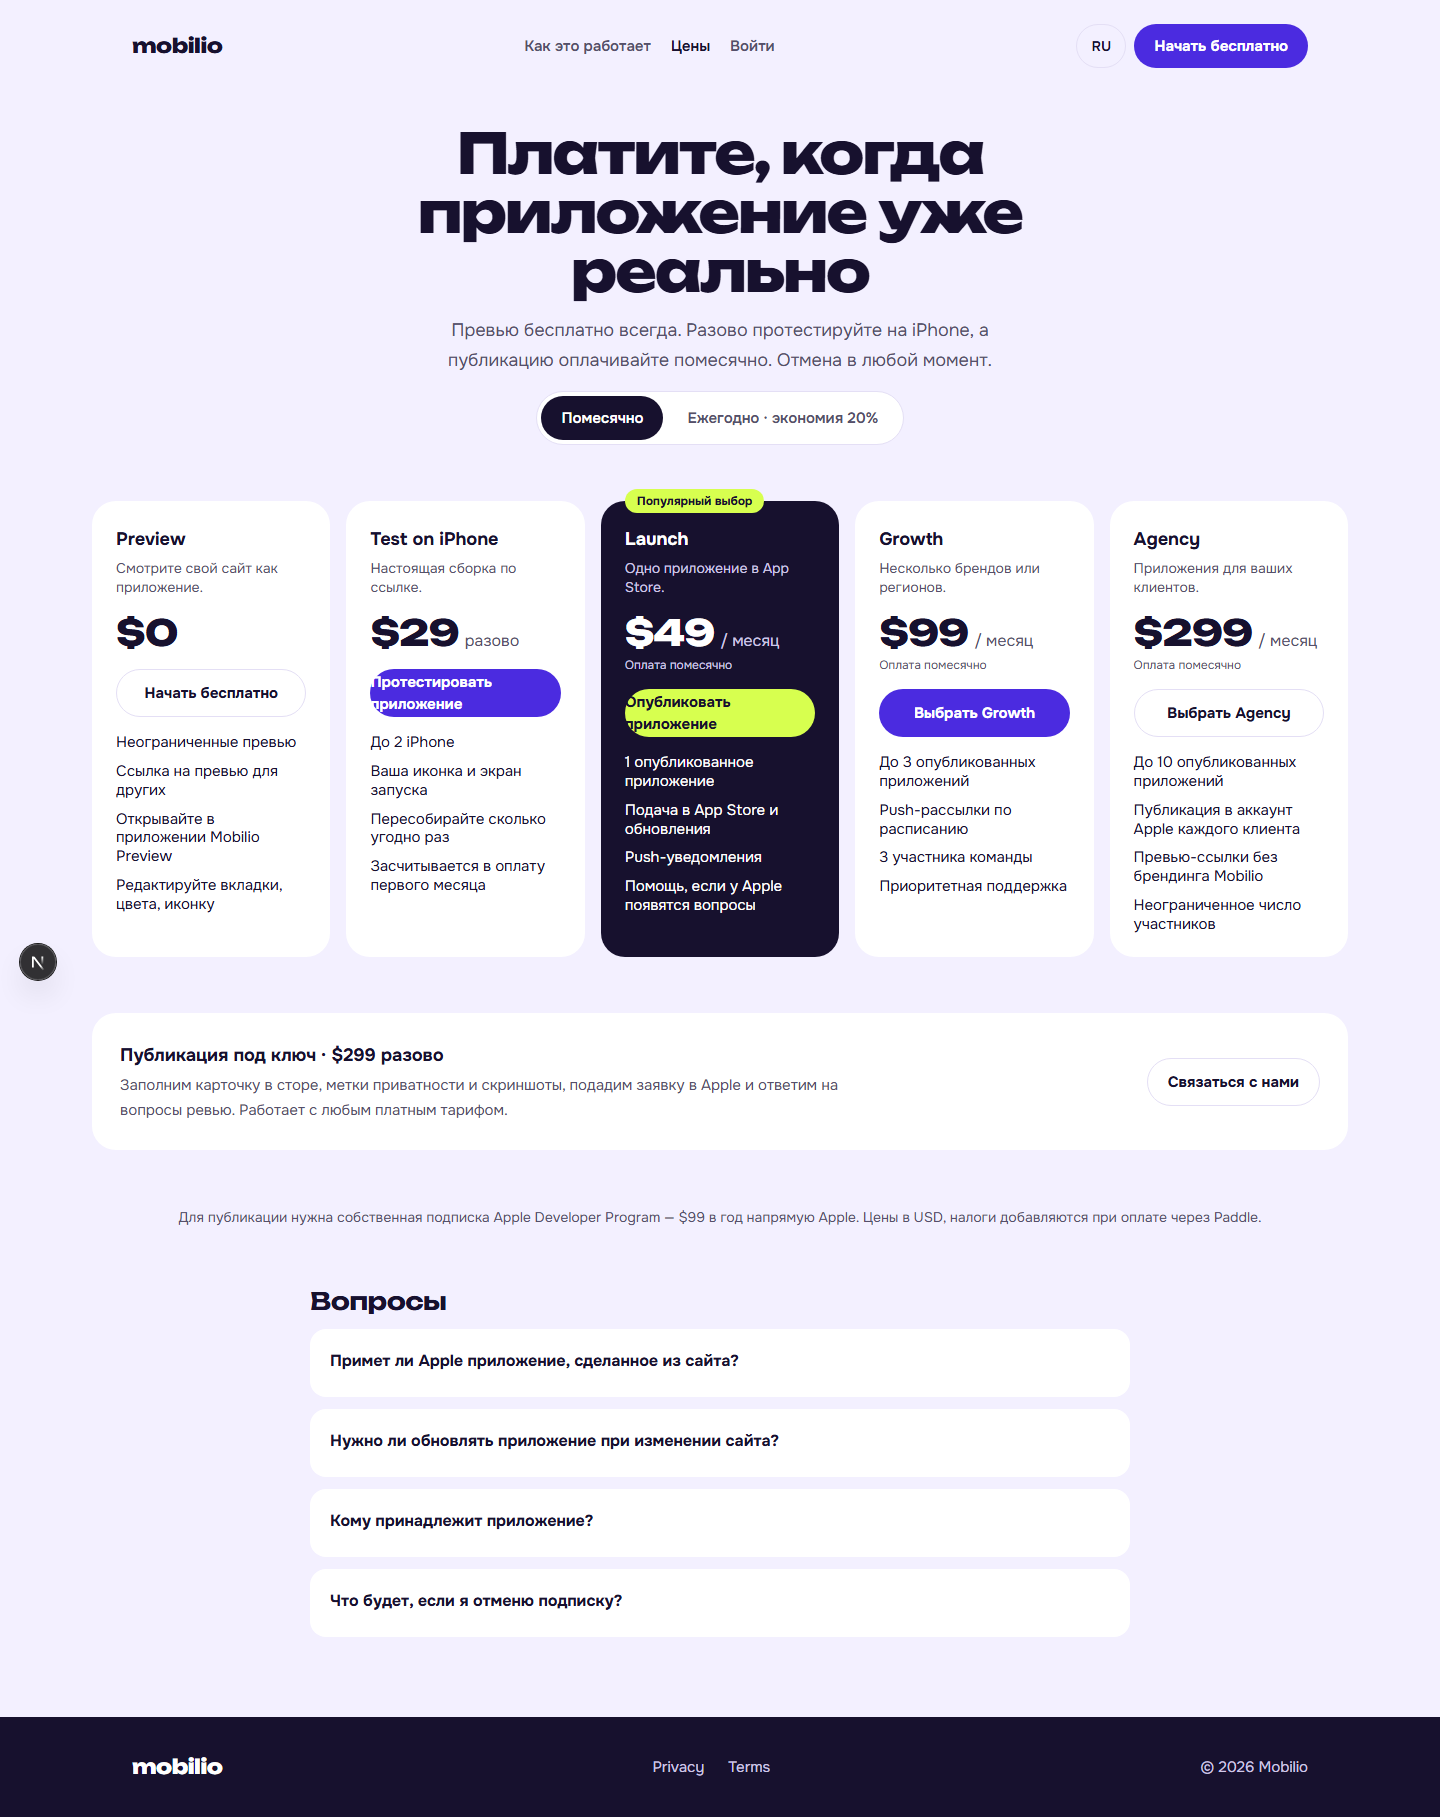 mobilio
Как это работает
Цены
Войти
RU
Начать бесплатно
Платите, когда
приложение уже
реально
Превью бесплатно всегда. Разово протестируйте на iPhone, а
публикацию оплачивайте помесячно. Отмена в любой момент.
Помесячно
Ежегодно · экономия 20%
Preview
Смотрите свой сайт как
приложение.
$0
Начать бесплатно
Неограниченные превью
Ссылка на превью для
других
Открывайте в
приложении Mobilio
Preview
Редактируйте вкладки,
цвета, иконку
Test on iPhone
Настоящая сборка по
ссылке.
$29 разово
Протестировать
приложение
До 2 iPhone
Ваша иконка и экран
запуска
Пересобирайте сколько
угодно раз
Засчитывается в оплату
первого месяца
Популярный выбор
Launch
Одно приложение в App
Store.
$49 / месяц
Оплата помесячно
Опубликовать
приложение
1 опубликованное
приложение
Подача в App Store и
обновления
Push-уведомления
Помощь, если у Apple
появятся вопросы
Growth
Несколько брендов или
регионов.
$99 / месяц
Оплата помесячно
Выбрать Growth
До 3 опубликованных
приложений
Push-рассылки по
расписанию
3 участника команды
Приоритетная поддержка
Agency
Приложения для ваших
клиентов.
$299 / месяц
Оплата помесячно
Выбрать Agency
До 10 опубликованных
приложений
Публикация в аккаунт
Apple каждого клиента
Превью-ссылки без
брендинга Mobilio
Неограниченное число
участников
N
Публикация под ключ · $299 разово
Заполним карточку в сторе, метки приватности и скриншоты, подадим заявку в Apple и ответим на
вопросы ревью. Работает с любым платным тарифом.
Связаться с нами
Для публикации нужна собственная подписка Apple Developer Program — $99 в год напрямую Apple. Цены в USD, налоги добавляются при оплате через Paddle.
Вопросы
Примет ли Apple приложение, сделанное из сайта?
Нужно ли обновлять приложение при изменении сайта?
Кому принадлежит приложение?
Что будет, если я отменю подписку?
mobilio
Privacy
Terms
© 2026 Mobilio